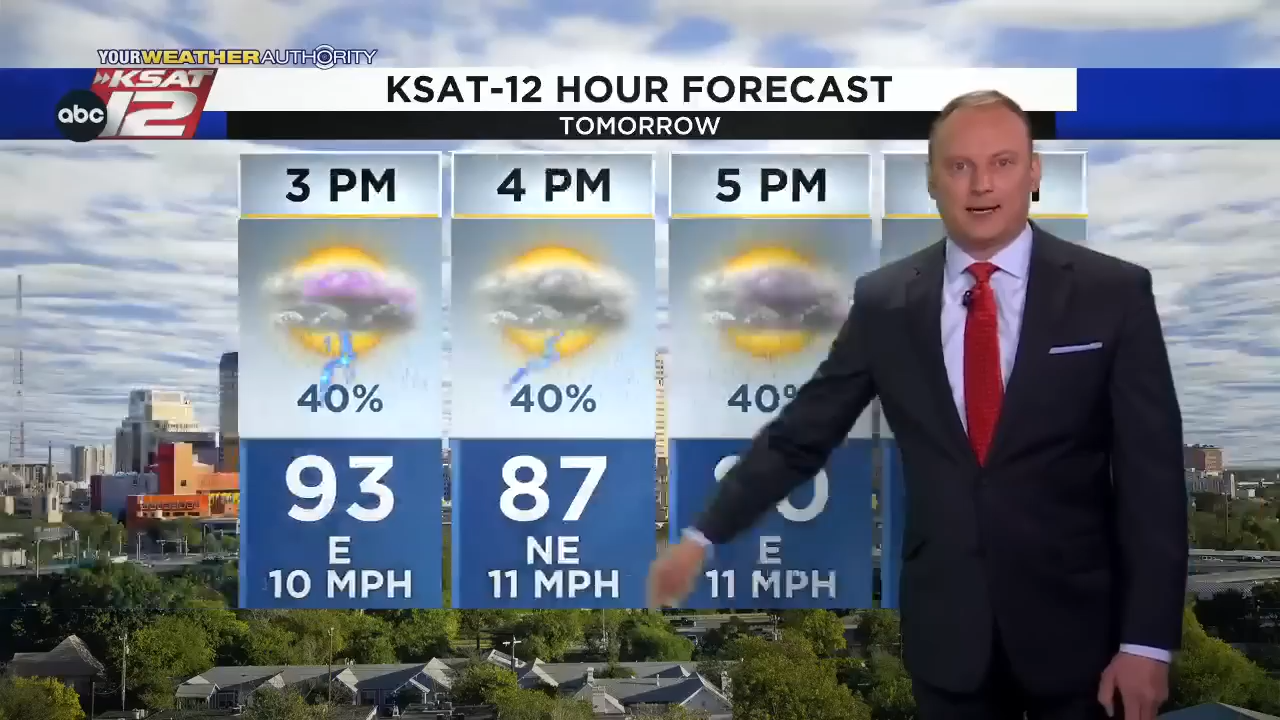 YOURWEATHERAUTHORITY
KSAT
abc 12
KSAT-12 HOUR FORECAST
TOMORROW
3 PM
4 PM
5 PM
40%
40%
93
87
E
NE
E
10 MPH
11 MPH
11 MPH